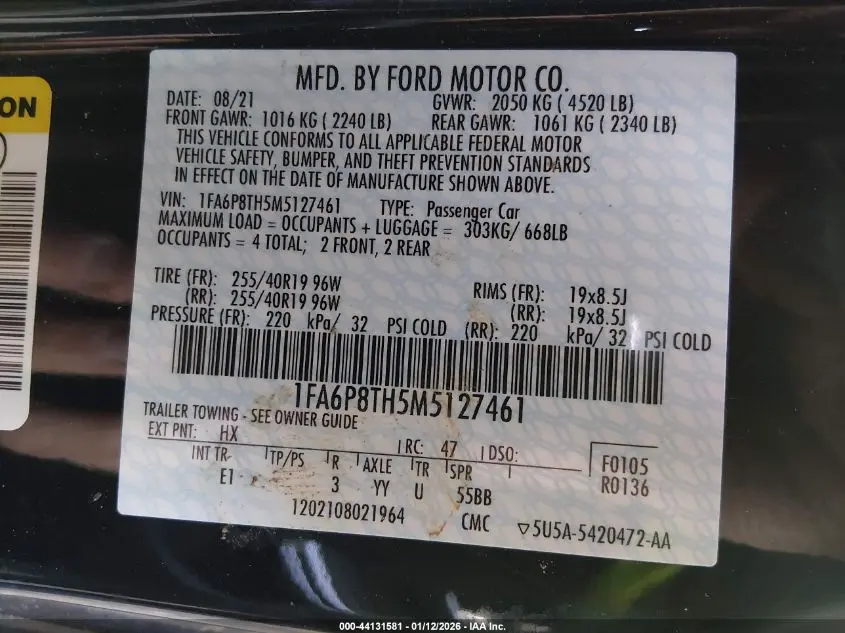 ON
MFD. BY FORD MOTOR CO.
DATE: 08/21 GVWR: 2050 KG ( 4520 LB)
FRONT GAWR: 1016 KG ( 2240 LB) REAR GAWR: 1061 KG ( 2340 LB)
THIS VEHICLE CONFORMS TO ALL APPLICABLE FEDERAL MOTOR
VEHICLE SAFETY, BUMPER, AND THEFT PREVENTION STANDARDS
IN EFFECT ON THE DATE OF MANUFACTURE SHOWN ABOVE.
VIN: 1FA6P8TH5M5127461 TYPE: Passenger Car
MAXIMUM LOAD = OCCUPANTS + LUGGAGE = 303KG/ 668LB
OCCUPANTS = 4 TOTAL; 2 FRONT, 2 REAR
TIRE (FR): 255/40R19 96W RIMS (FR): 19x8.5J
(RR): 255/40R19 96W (RR): 19x8.5J
PRESSURE (FR): 220 kPa/ 32 PSI COLD (RR): 220 kPa/ 32 PSI COLD
1FA6P8TH5M5127461
TRAILER TOWING - SEE OWNER GUIDE
EXT PNT: HX RC: 47 DSO: F0105
INT TR TP/PS R AXLE TR SPR R0136
E1 3 YY U 55BB
1202108021964 CMC ▽5U5A-5420472-AA
000-44131581 - 01/12/2026 - IAA Inc.